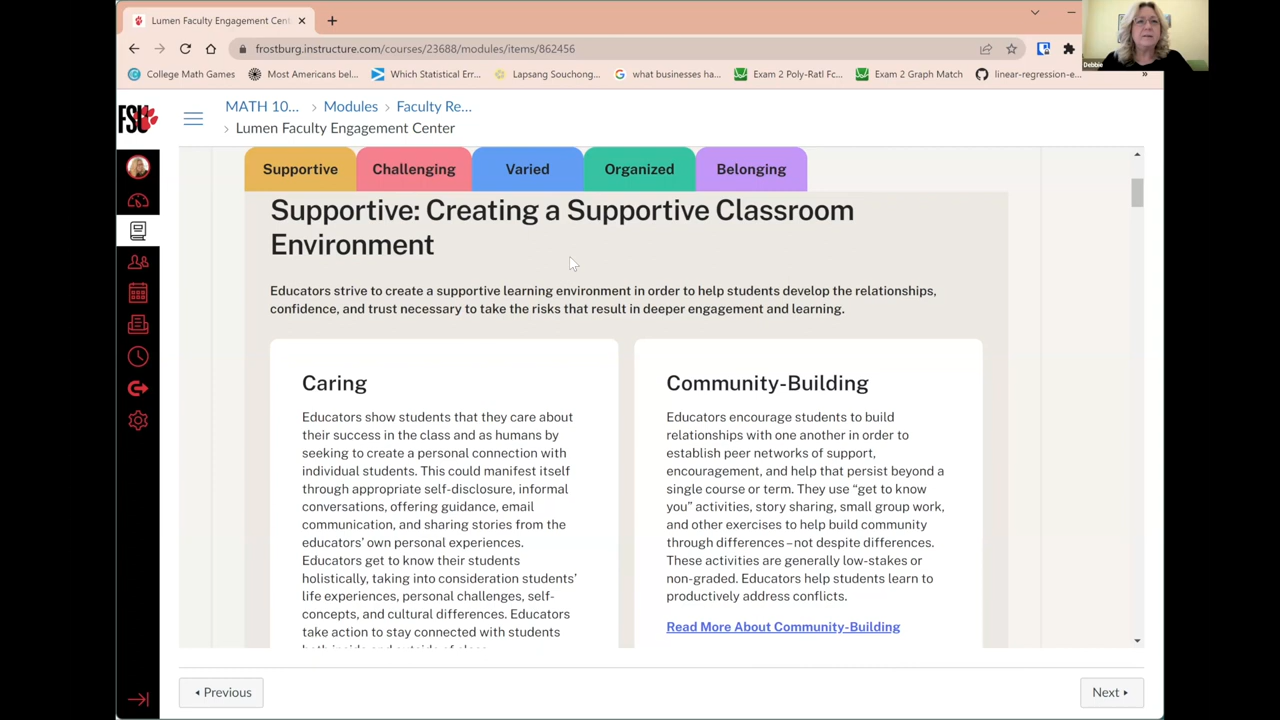 Lumen Faculty Engagement Cent
frostburg.instructure.com/courses/23688/modules/items/862456
College Math Games
Most Americans bel...
Which Statistical Err...
Lapsang Souchong...
what businesses ha...
Exam 2 Poly-Ratl Fc...
Exam 2 Graph Match
linear-regression-e...
»
Debbie
FSU
MATH 10... › Modules › Faculty Re...
› Lumen Faculty Engagement Center
Supportive
Challenging
Varied
Organized
Belonging
Supportive: Creating a Supportive Classroom
Environment
Educators strive to create a supportive learning environment in order to help students develop the relationships,
confidence, and trust necessary to take the risks that result in deeper engagement and learning.
Caring
Educators show students that they care about
their success in the class and as humans by
seeking to create a personal connection with
individual students. This could manifest itself
through appropriate self-disclosure, informal
conversations, offering guidance, email
communication, and sharing stories from the
educators’ own personal experiences.
Educators get to know their students
holistically, taking into consideration students’
life experiences, personal challenges, self-
concepts, and cultural differences. Educators
take action to stay connected with students
both inside and outside of class.
Community-Building
Educators encourage students to build
relationships with one another in order to
establish peer networks of support,
encouragement, and help that persist beyond a
single course or term. They use “get to know
you” activities, story sharing, small group work,
and other exercises to help build community
through differences – not despite differences.
These activities are generally low-stakes or
non-graded. Educators help students learn to
productively address conflicts.
Read More About Community-Building
Previous
Next